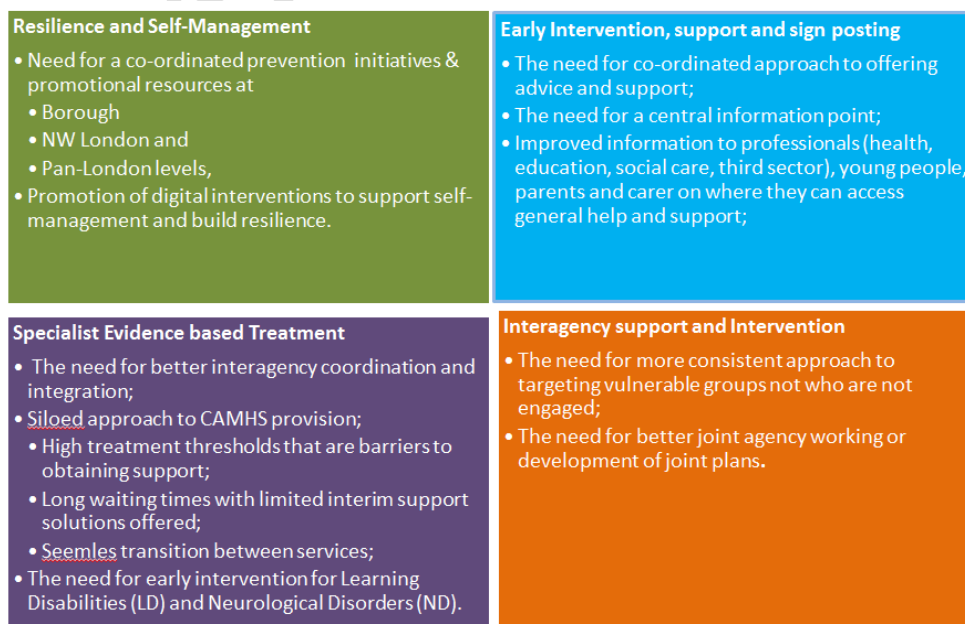 Resilience and Self-Management
• Need for a co-ordinated prevention initiatives &
promotional resources at
• Borough
• NW London and
• Pan-London levels,
• Promotion of digital interventions to support self-
management and build resilience.
Early Intervention, support and sign posting
• The need for co-ordinated approach to offering
advice and support;
• The need for a central information point;
• Improved information to professionals (health,
education, social care, third sector), young people,
parents and carer on where they can access
general help and support;
Specialist Evidence based Treatment
• The need for better interagency coordination and
integration;
• Siloed approach to CAMHS provision;
• High treatment thresholds that are barriers to
obtaining support;
• Long waiting times with limited interim support
solutions offered;
• Seemles transition between services;
• The need for early intervention for Learning
Disabilities (LD) and Neurological Disorders (ND).
Interagency support and Intervention
• The need for more consistent approach to
targeting vulnerable groups not who are not
engaged;
• The need for better joint agency working or
development of joint plans.